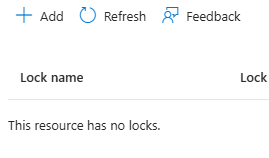 Add Refresh Feedback
Lock name Lock
This resource has no locks.